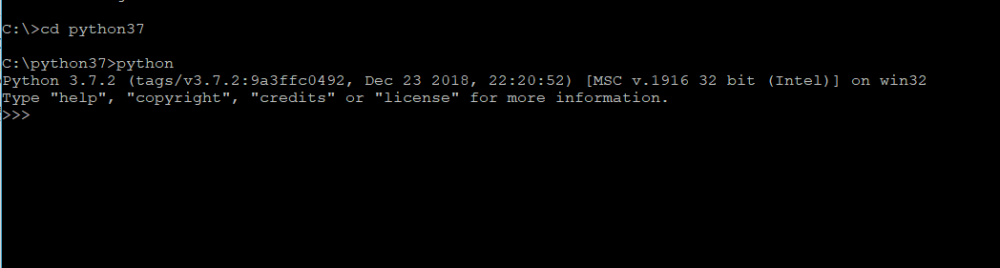 C:\>cd python37
C:\python37>python
Python 3.7.2 (tags/v3.7.2:9a3ffc0492, Dec 23 2018, 22:20:52) [MSC v.1916 32 bit (Intel)] on win32
Type "help", "copyright", "credits" or "license" for more information.
>>>